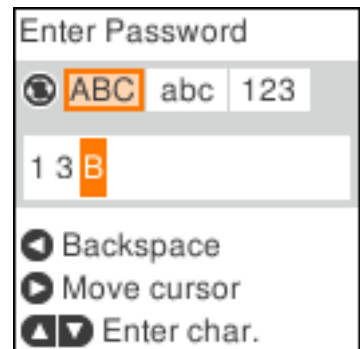 Enter Password
ABC abc 123
1 3 B
Backspace
Move cursor
Enter char.